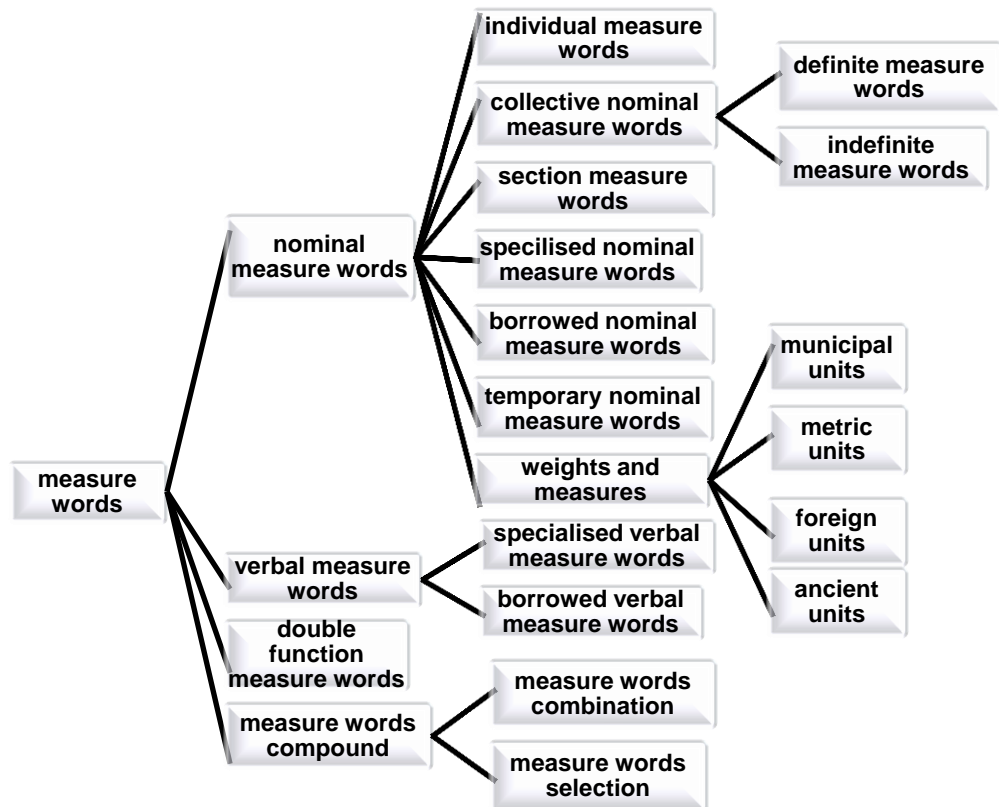 measure
words
nominal
measure words
individual measure
words
collective nominal
measure words
definite measure
words
indefinite
measure words
section measure
words
specilised nominal
measure words
borrowed nominal
measure words
temporary nominal
measure words
weights and
measures
municipal
units
metric
units
foreign
units
ancient
units
verbal measure
words
specialised verbal
measure words
borrowed verbal
measure words
double
function
measure words
measure words
compound
measure words
combination
measure words
selection